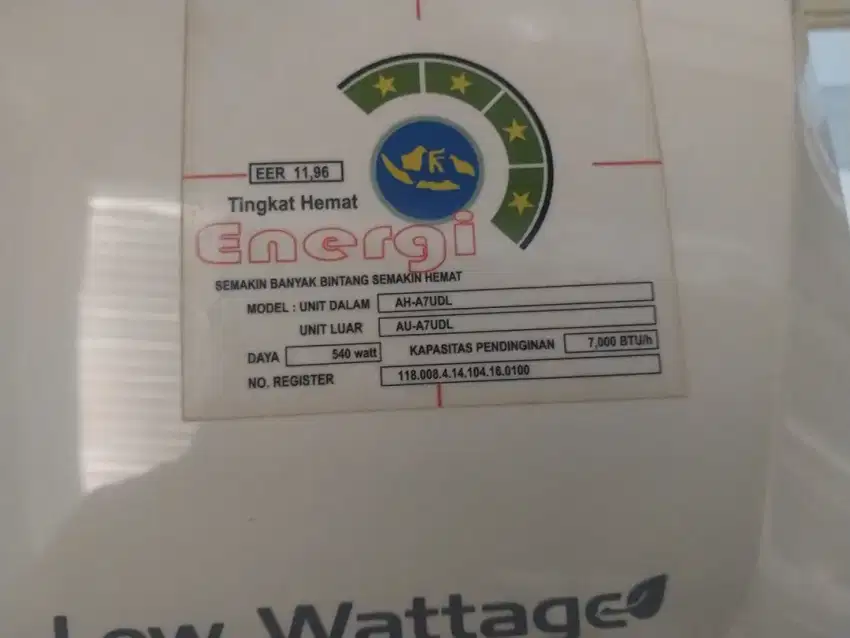 EER 11,96
Tingkat Hemat
Energi
SEMAKIN BANYAK BINTANG SEMAKIN HEMAT
MODEL : UNIT DALAM AH-A7UDL
UNIT LUAR AU-A7UDL
DAYA 540 watt KAPASITAS PENDINGINAN 7,000 BTU/h
NO. REGISTER 118.008.4.14.104.16.0100
Low Wattage